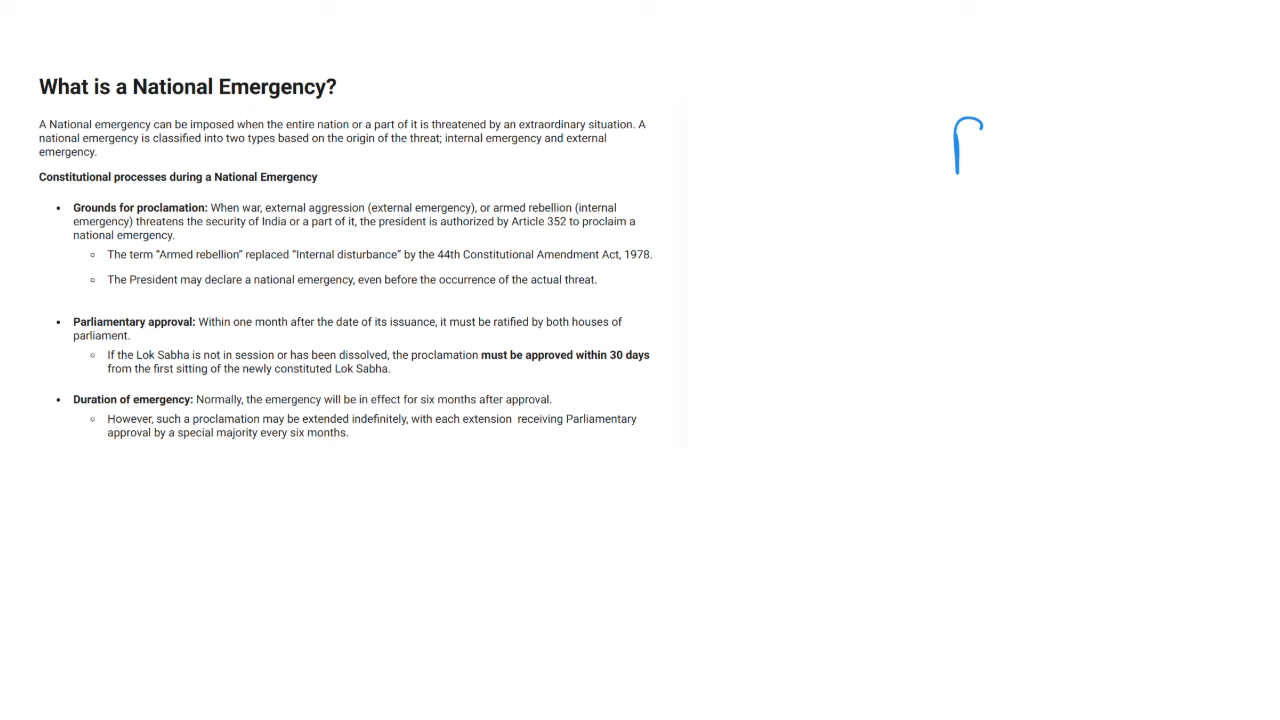 What is a National Emergency?
A National emergency can be imposed when the entire nation or a part of it is threatened by an extraordinary situation. A
national emergency is classified into two types based on the origin of the threat; internal emergency and external
emergency.
Constitutional processes during a National Emergency
• Grounds for proclamation: When war, external aggression (external emergency), or armed rebellion (internal
emergency) threatens the security of India or a part of it, the president is authorized by Article 352 to proclaim a
national emergency.
◦ The term “Armed rebellion” replaced “Internal disturbance” by the 44th Constitutional Amendment Act, 1978.
◦ The President may declare a national emergency, even before the occurrence of the actual threat.
• Parliamentary approval: Within one month after the date of its issuance, it must be ratified by both houses of
parliament.
◦ If the Lok Sabha is not in session or has been dissolved, the proclamation must be approved within 30 days
from the first sitting of the newly constituted Lok Sabha.
• Duration of emergency: Normally, the emergency will be in effect for six months after approval.
◦ However, such a proclamation may be extended indefinitely, with each extension receiving Parliamentary
approval by a special majority every six months.